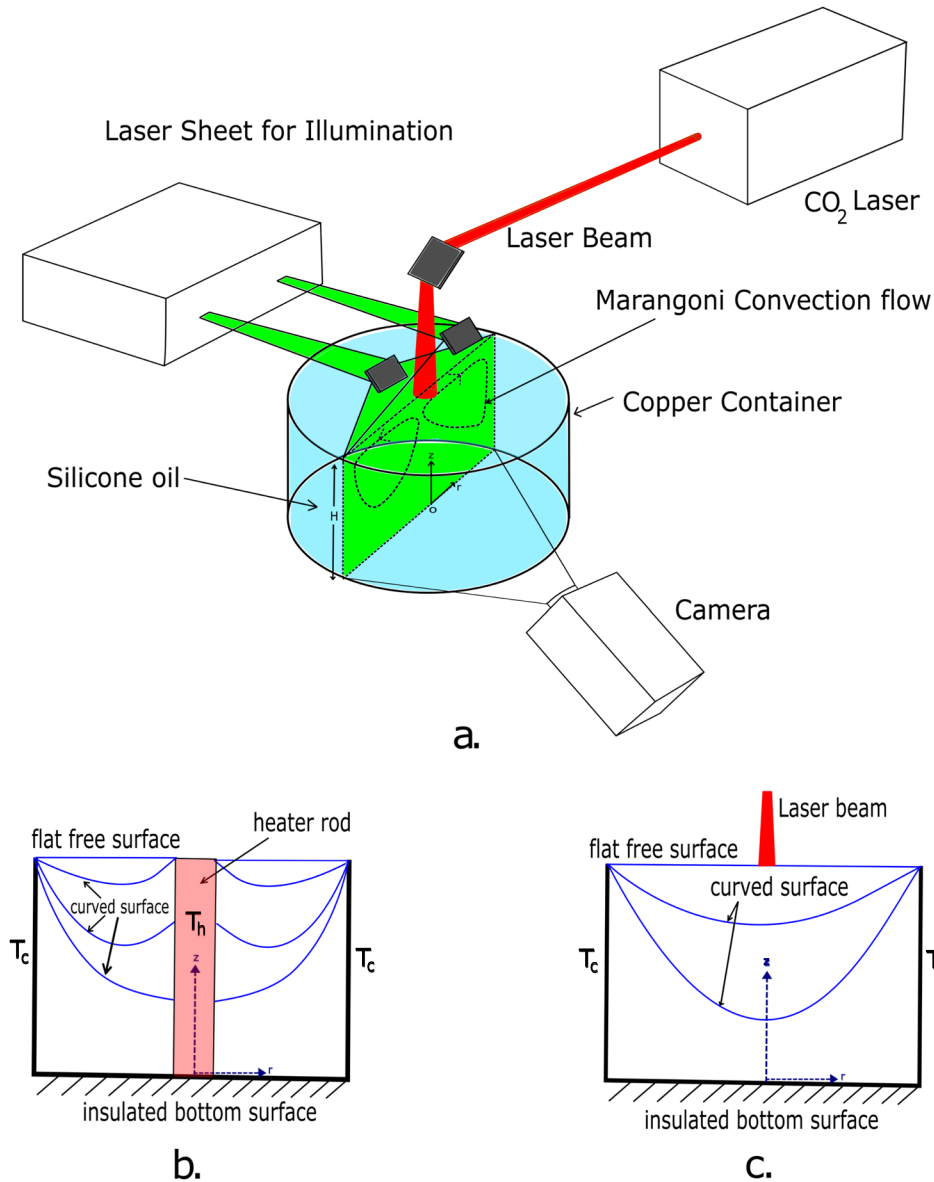 Laser Sheet for Illumination
CO2 Laser
Laser Beam
Marangoni Convection flow
Copper Container
Silicone oil
z
r
o
H
Camera
a.
heater rod
flat free surface
curved surface
Th
Tc
Tc
z
r
insulated bottom surface
b.
Laser beam
flat free surface
curved surface
Tc
T
z
r
insulated bottom surface
c.